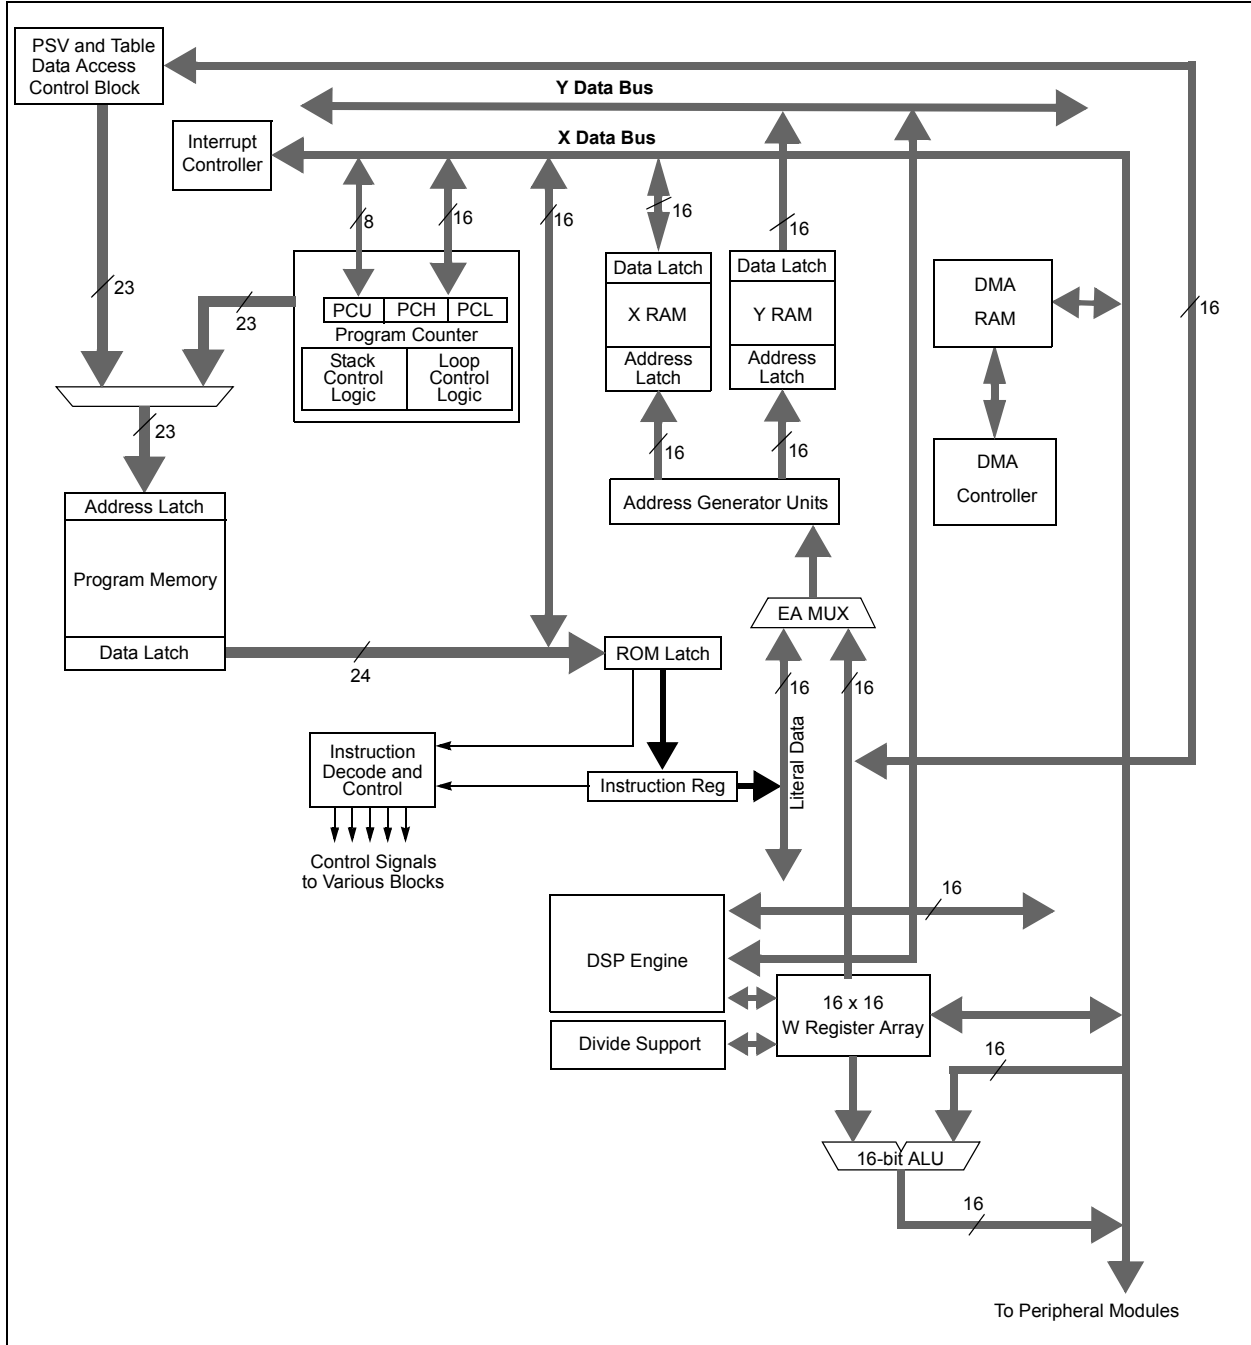 PSV and Table
Data Access
Control Block
Y Data Bus
Interrupt
Controller
X Data Bus
8
16
16
16
16
23
23
16
PCU
PCH
PCL
Program Counter
Stack
Control
Logic
Loop
Control
Logic
Data Latch
X RAM
Address
Latch
Data Latch
Y RAM
Address
Latch
DMA
RAM
23
16
16
DMA
Controller
Address Generator Units
Address Latch
Program Memory
Data Latch
24
EA MUX
ROM Latch
16
16
Literal Data
Instruction
Decode and
Control
Instruction Reg
Control Signals
to Various Blocks
16
DSP Engine
16 x 16
W Register Array
Divide Support
16
16-bit ALU
16
To Peripheral Modules